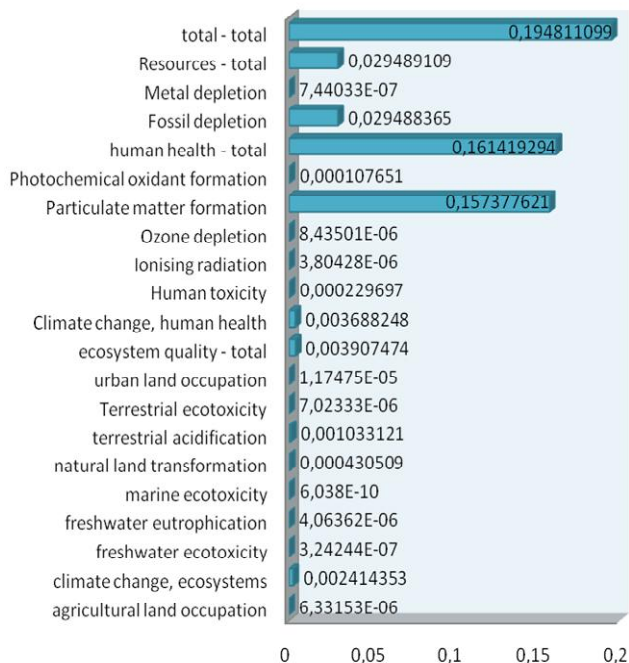 total - total 0,194811099
Resources - total 0,029489109
Metal depletion 7,44033E-07
Fossil depletion 0,029488365
human health - total 0,161419294
Photochemical oxidant formation 0,000107651
Particulate matter formation 0,157377621
Ozone depletion 8,43501E-06
Ionising radiation 3,80428E-06
Human toxicity 0,000229697
Climate change, human health 0,003688248
ecosystem quality - total 0,003907474
urban land occupation 1,17475E-05
Terrestrial ecotoxicity 7,02333E-06
terrestrial acidification 0,001033121
natural land transformation 0,000430509
marine ecotoxicity 6,038E-10
freshwater eutrophication 4,06362E-06
freshwater ecotoxicity 3,24244E-07
climate change, ecosystems 0,002414353
agricultural land occupation 6,33153E-06
0 0,05 0,1 0,15 0,2